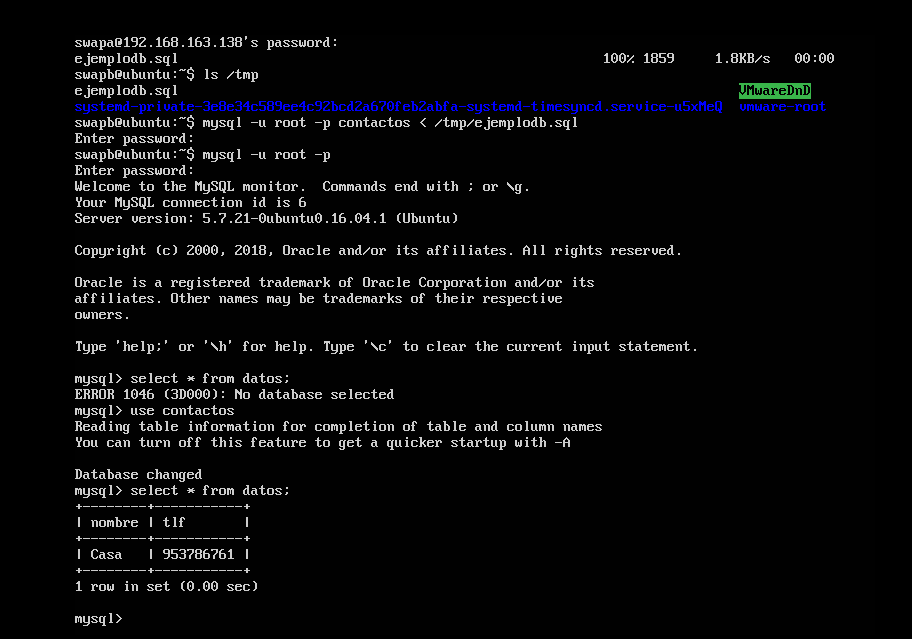 swapa@192.168.163.138's password:
ejemplodb.sql 100% 1859 1.8KB/s 00:00
swapb@ubuntu:~$ ls /tmp
ejemplodb.sql VMwareDnD
systemd-private-3e8e34c589ee4c92bcd2a670feb2abfa-systemd-timesyncd.service-u5xMeQ vmware-root
swapb@ubuntu:~$ mysql -u root -p contactos < /tmp/ejemplodb.sql
Enter password:
swapb@ubuntu:~$ mysql -u root -p
Enter password:
Welcome to the MySQL monitor.  Commands end with ; or \g.
Your MySQL connection id is 6
Server version: 5.7.21-0ubuntu0.16.04.1 (Ubuntu)
Copyright (c) 2000, 2018, Oracle and/or its affiliates. All rights reserved.
Oracle is a registered trademark of Oracle Corporation and/or its
affiliates. Other names may be trademarks of their respective
owners.
Type 'help;' or '\h' for help. Type '\c' to clear the current input statement.
mysql> select * from datos;
ERROR 1046 (3D000): No database selected
mysql> use contactos
Reading table information for completion of table and column names
You can turn off this feature to get a quicker startup with -A
Database changed
mysql> select * from datos;
+--------+-----------+
| nombre | tlf       |
+--------+-----------+
| Casa   | 953786761 |
+--------+-----------+
1 row in set (0.00 sec)
mysql>